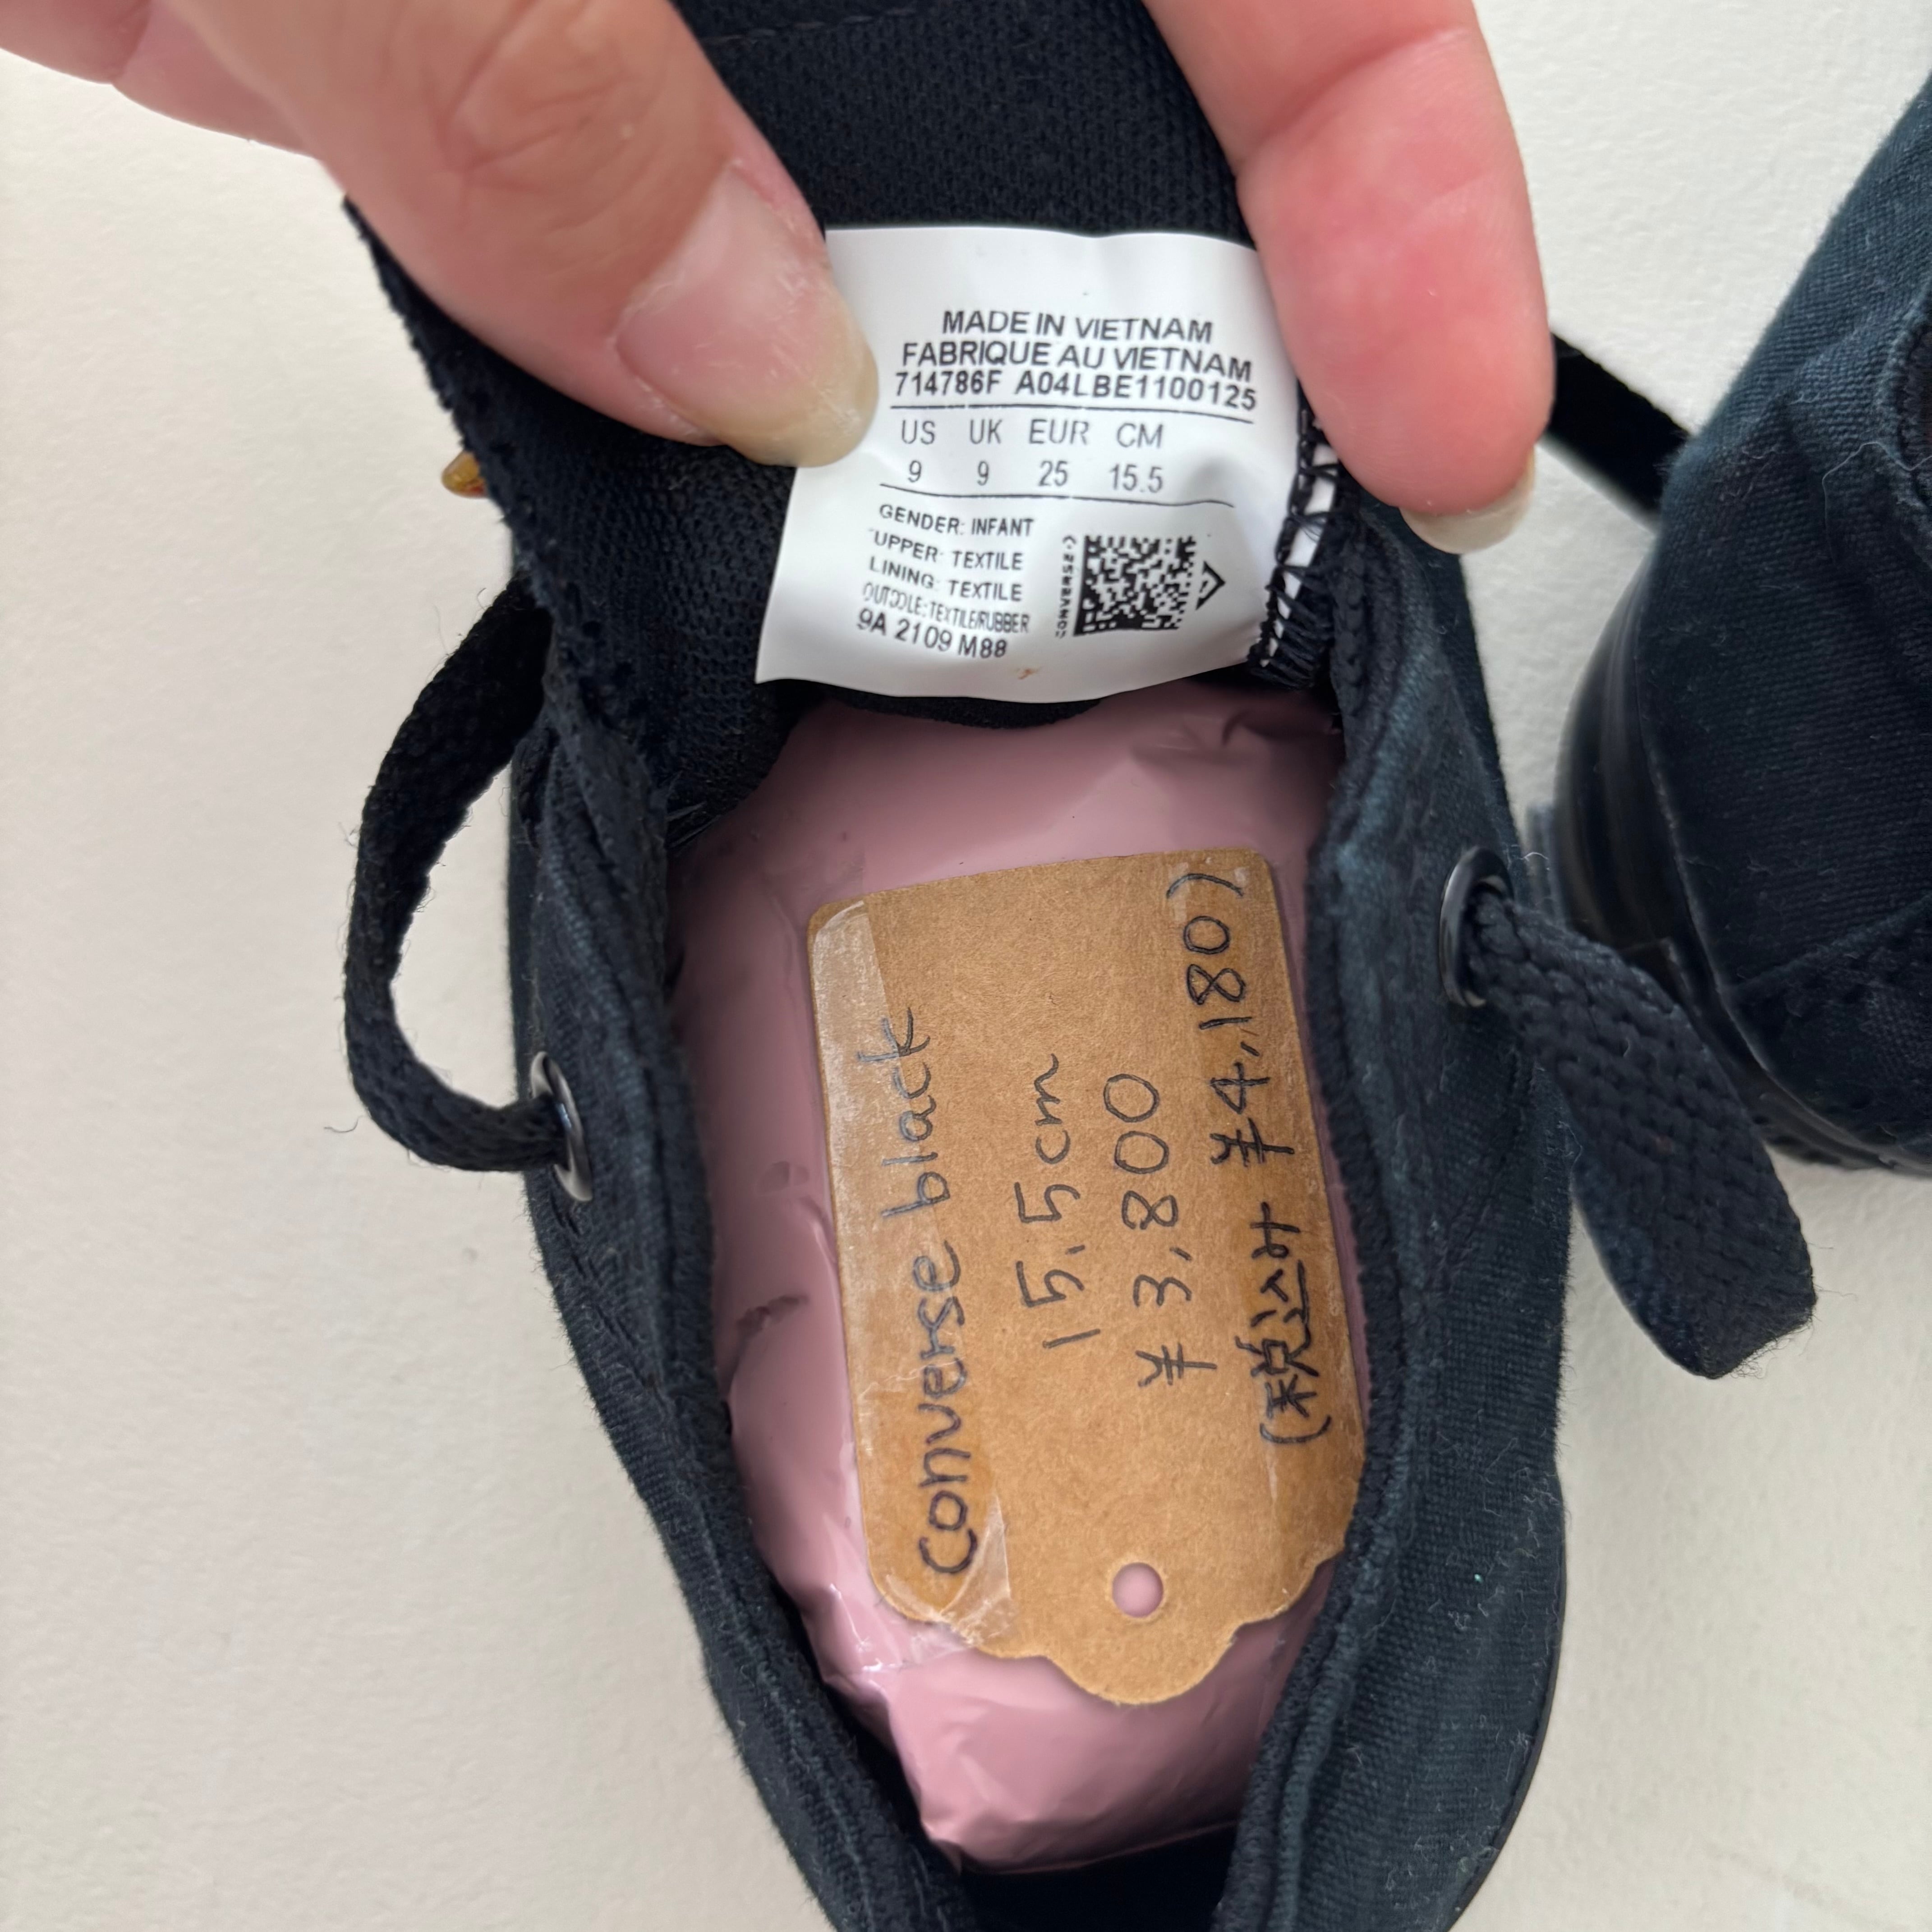 MADE IN VIETNAM
FABRIQUE AU VIETNAM
714786F A04LBE1100125
US UK EUR CM
9 9 25 15.5
GENDER: INFANT
UPPER: TEXTILE
LINING: TEXTILE
OUTSOLE: TEXTILE/RUBBER
9A 2109 M88
CONVERSE
Converse black
15.5cm
¥3,800
(税込み ¥4,180)